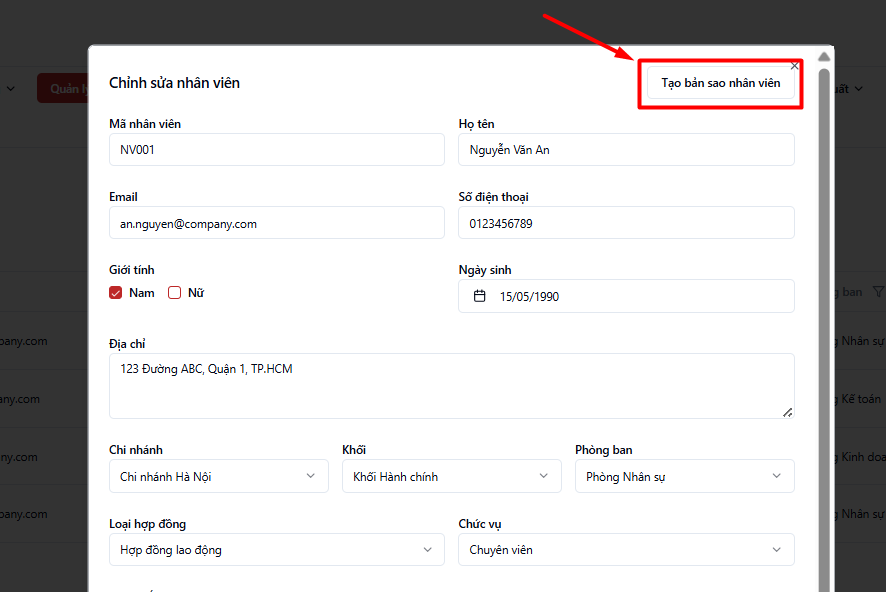 Chỉnh sửa nhân viên
Tạo bản sao nhân viên
Quản lý
uất
Mã nhân viên
Họ tên
NV001
Nguyễn Văn An
Email
Số điện thoại
an.nguyen@company.com
0123456789
Giới tính
Ngày sinh
Nam
Nữ
15/05/1990
g ban
pany.com
g Nhân sự
Địa chỉ
123 Đường ABC, Quận 1, TP.HCM
any.com
g Kế toán
Chi nhánh
Khối
Phòng ban
ny.com
g Kinh doa
Chi nhánh Hà Nội
Khối Hành chính
Phòng Nhân sự
pany.com
g Nhân sự
Loại hợp đồng
Chức vụ
Hợp đồng lao động
Chuyên viên